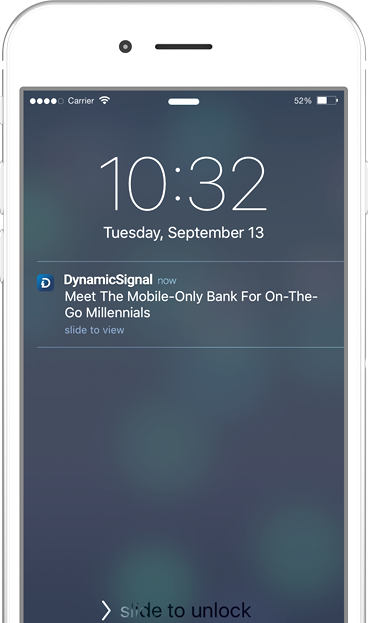 Carrier 52%
10:32
Tuesday, September 13
DynamicSignal now
Meet The Mobile-Only Bank For On-The-
Go Millennials
slide to view
slide to unlock